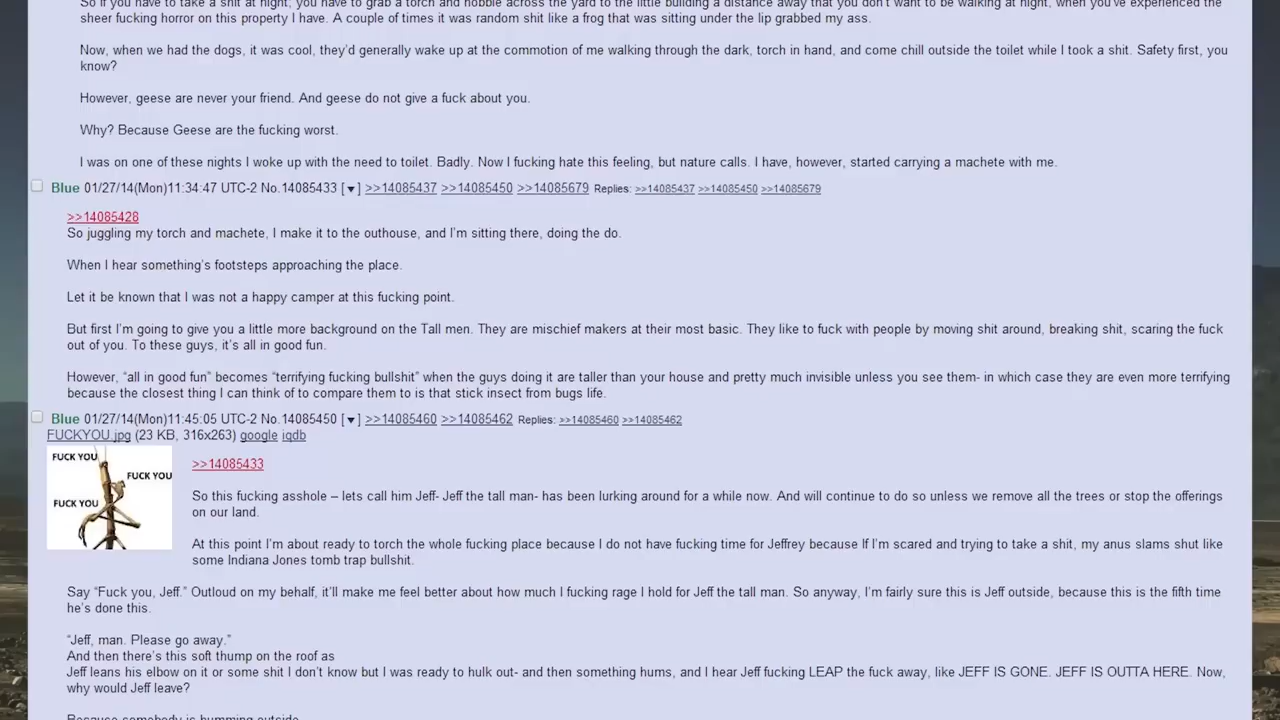 So if you have to take a shit at night; you have to grab a torch and hobble across the yard to the little building a distance away that you don't want to be walking at night, when you've experienced the
sheer fucking horror on this property I have. A couple of times it was random shit like a frog that was sitting under the lip grabbed my ass.
Now, when we had the dogs, it was cool, they'd generally wake up at the commotion of me walking through the dark, torch in hand, and come chill outside the toilet while I took a shit. Safety first, you
know?
However, geese are never your friend. And geese do not give a fuck about you.
Why? Because Geese are the fucking worst.
I was on one of these nights I woke up with the need to toilet. Badly. Now I fucking hate this feeling, but nature calls. I have, however, started carrying a machete with me.
Blue 01/27/14(Mon)11:34:47 UTC-2 No.14085433 [▼] >>14085437 >>14085450 >>14085679 Replies: >>14085437 >>14085450 >>14085679
>>14085428
So juggling my torch and machete, I make it to the outhouse, and I'm sitting there, doing the do.
When I hear something's footsteps approaching the place.
Let it be known that I was not a happy camper at this fucking point.
But first I'm going to give you a little more background on the Tall men. They are mischief makers at their most basic. They like to fuck with people by moving shit around, breaking shit, scaring the fuck
out of you. To these guys, it's all in good fun.
However, "all in good fun" becomes "terrifying fucking bullshit" when the guys doing it are taller than your house and pretty much invisible unless you see them- in which case they are even more terrifying
because the closest thing I can think of to compare them to is that stick insect from bugs life.
Blue 01/27/14(Mon)11:45:05 UTC-2 No.14085450 [▼] >>14085460 >>14085462 Replies: >>14085460 >>14085462
FUCKYOU.jpg (23 KB, 316x263) google iqdb
FUCK YOU
FUCK YOU
FUCK YOU
>>14085433
So this fucking asshole – lets call him Jeff- Jeff the tall man- has been lurking around for a while now. And will continue to do so unless we remove all the trees or stop the offerings
on our land.
At this point I'm about ready to torch the whole fucking place because I do not have fucking time for Jeffrey because If I'm scared and trying to take a shit, my anus slams shut like
some Indiana Jones tomb trap bullshit.
Say "Fuck you, Jeff." Outloud on my behalf, it'll make me feel better about how much I fucking rage I hold for Jeff the tall man. So anyway, I'm fairly sure this is Jeff outside, because this is the fifth time
he's done this.
"Jeff, man. Please go away."
And then there's this soft thump on the roof as
Jeff leans his elbow on it or some shit I don't know but I was ready to hulk out- and then something hums, and I hear Jeff fucking LEAP the fuck away, like JEFF IS GONE. JEFF IS OUTTA HERE. Now,
why would Jeff leave?
Because somebody is humming outside.